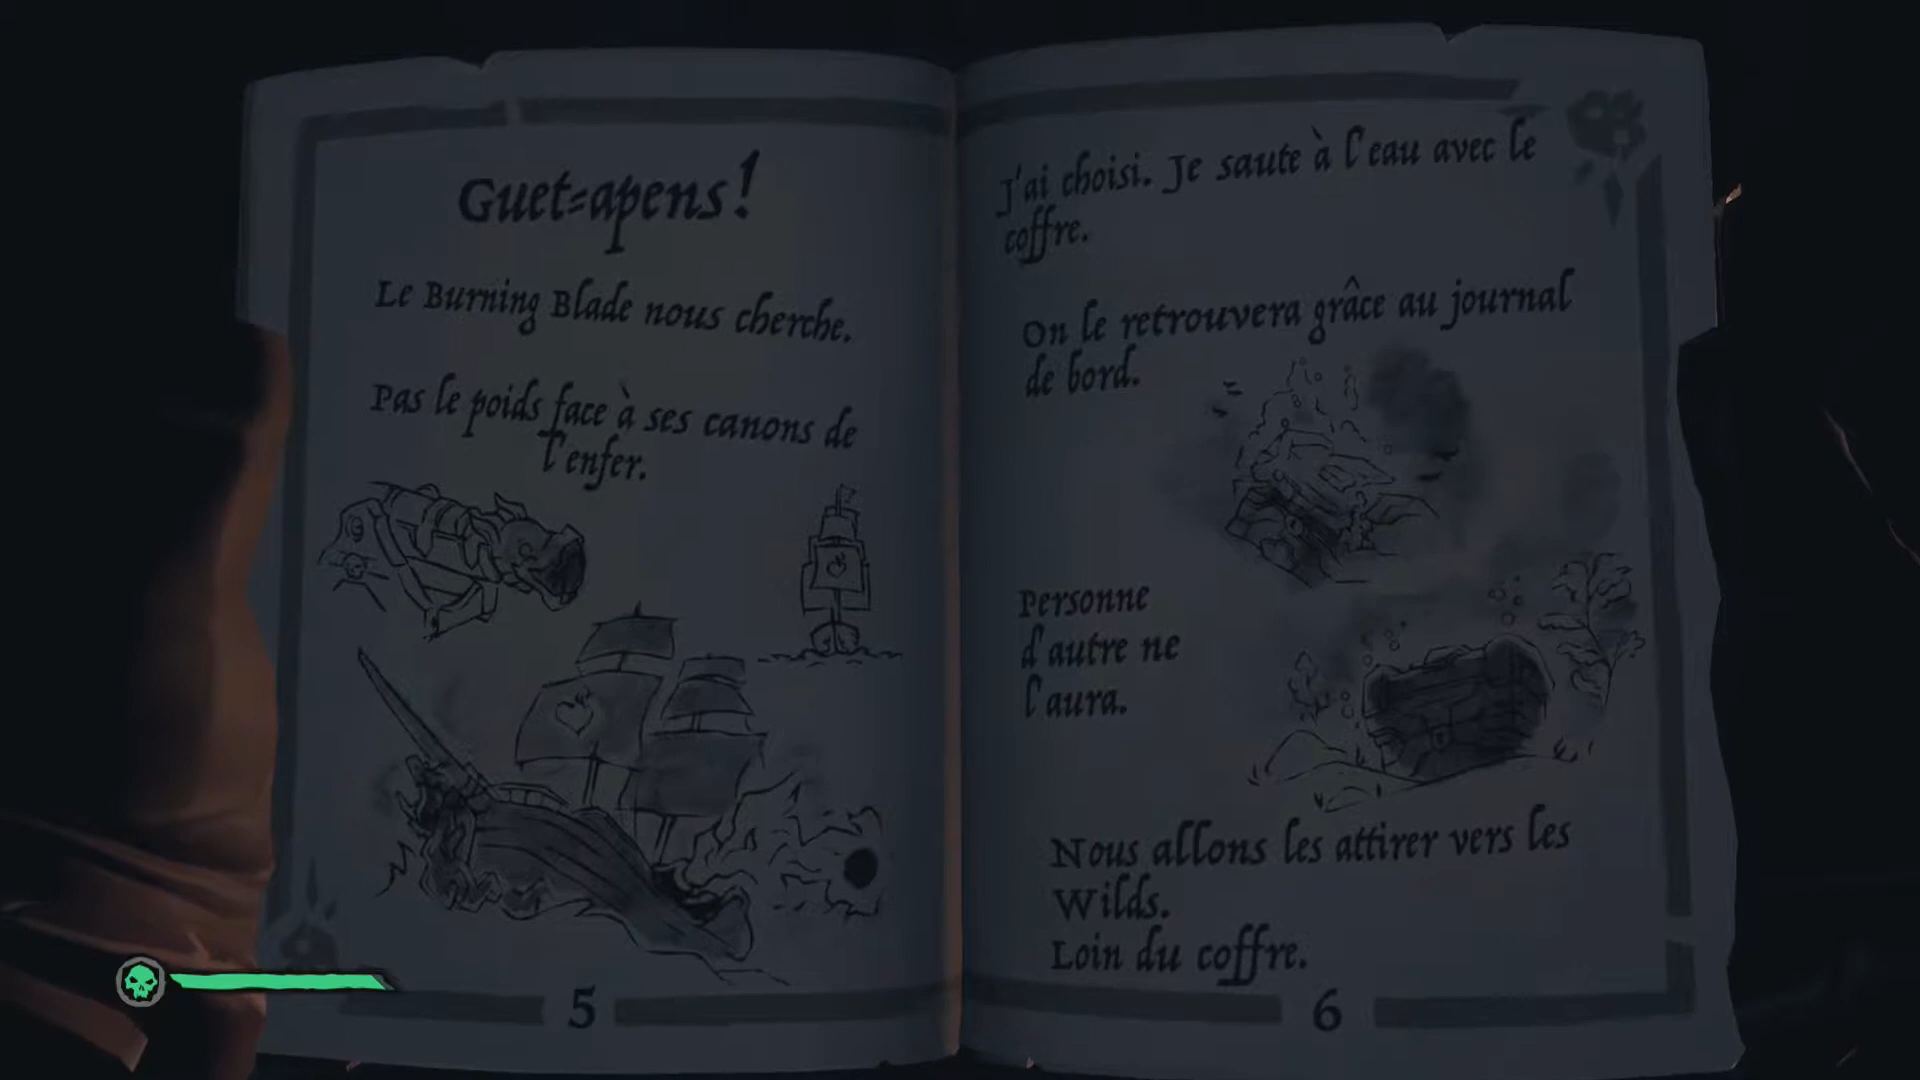 Guet=apens!
Le Burning Blade nous cherche.
Pas le poids face à ses canons de
l'enfer.
5
J'ai choisi. Je saute à l'eau avec le
coffre.
On le retrouvera grâce au journal
de bord.
Personne
d'autre ne
l'aura.
Nous allons les attirer vers les
Wilds.
Loin du coffre.
6